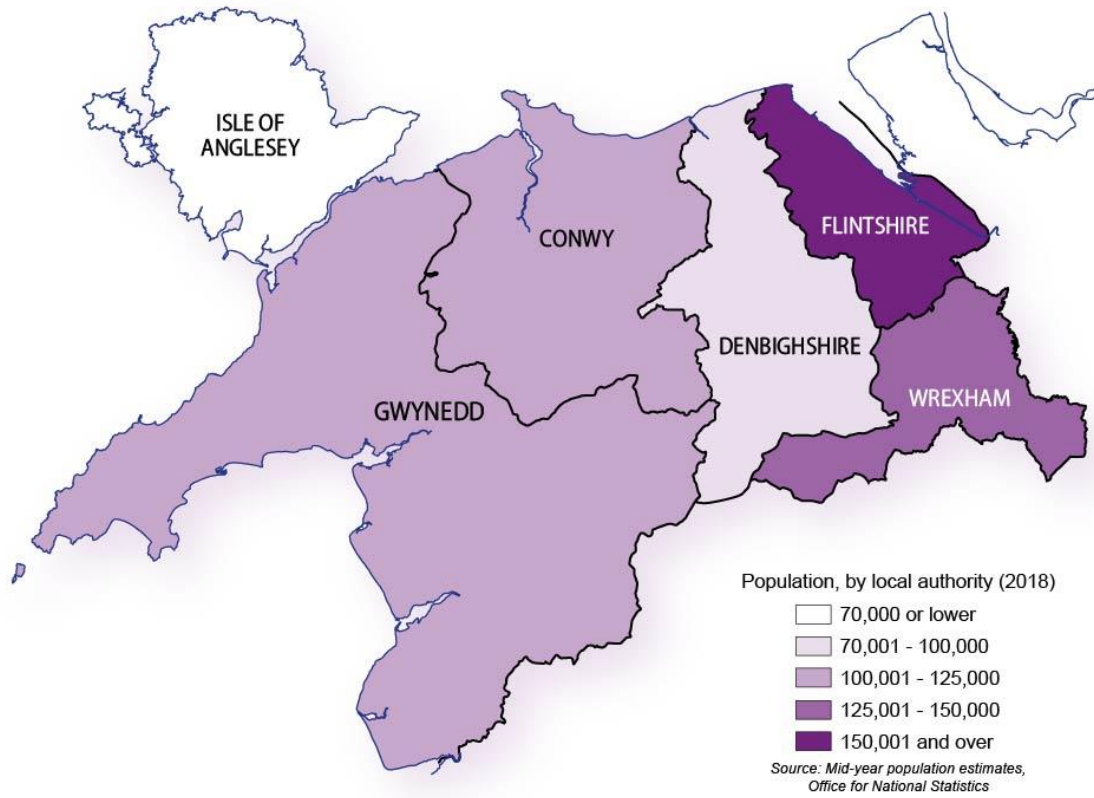 ISLE OF
ANGLESEY
CONWY
FLINTSHIRE
DENBIGHSHIRE
WREXHAM
GWYNEDD
Population, by local authority (2018)
70,000 or lower
70,001 - 100,000
100,001 - 125,000
125,001 - 150,000
150,001 and over
Source: Mid-year population estimates,
Office for National Statistics